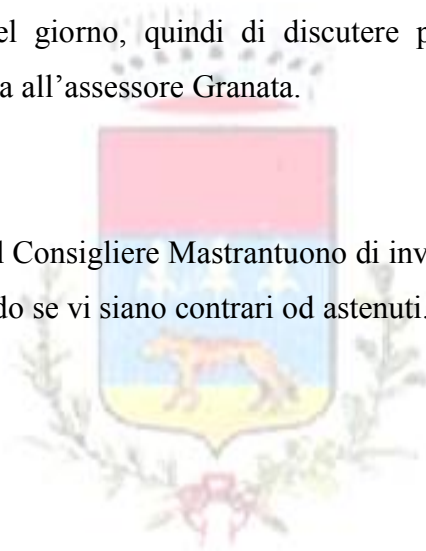 el giorno, quindi di discutere p
a all’assessore Granata.
l Consigliere Mastrantuono di inv
do se vi siano contrari od astenuti.